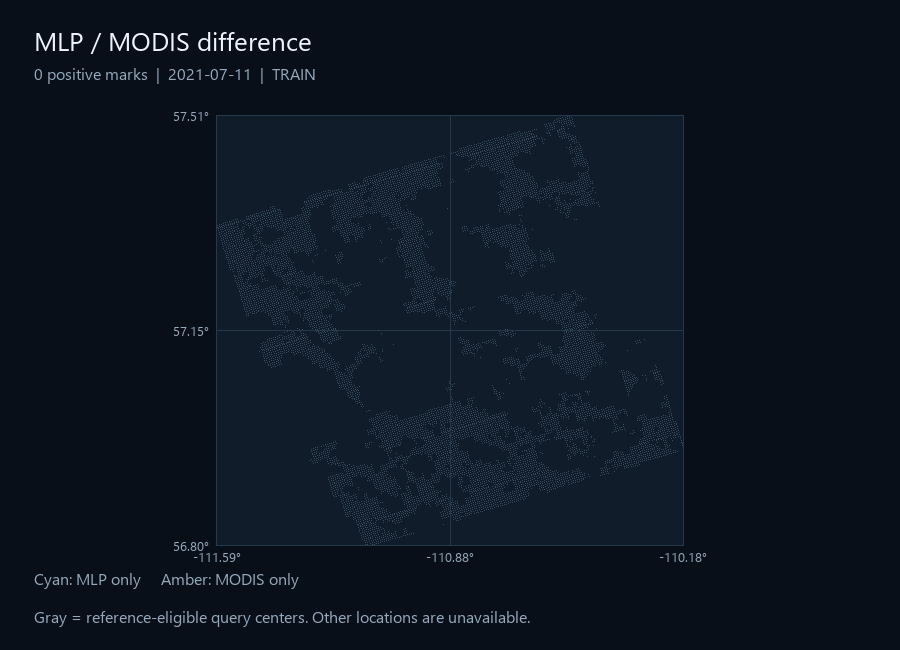 MLP / MODIS difference
0 positive marks | 2021-07-11 | TRAIN
57.51°
57.15°
56.80°
-111.59° -110.88° -110.18°
Cyan: MLP only Amber: MODIS only
Gray = reference-eligible query centers. Other locations are unavailable.